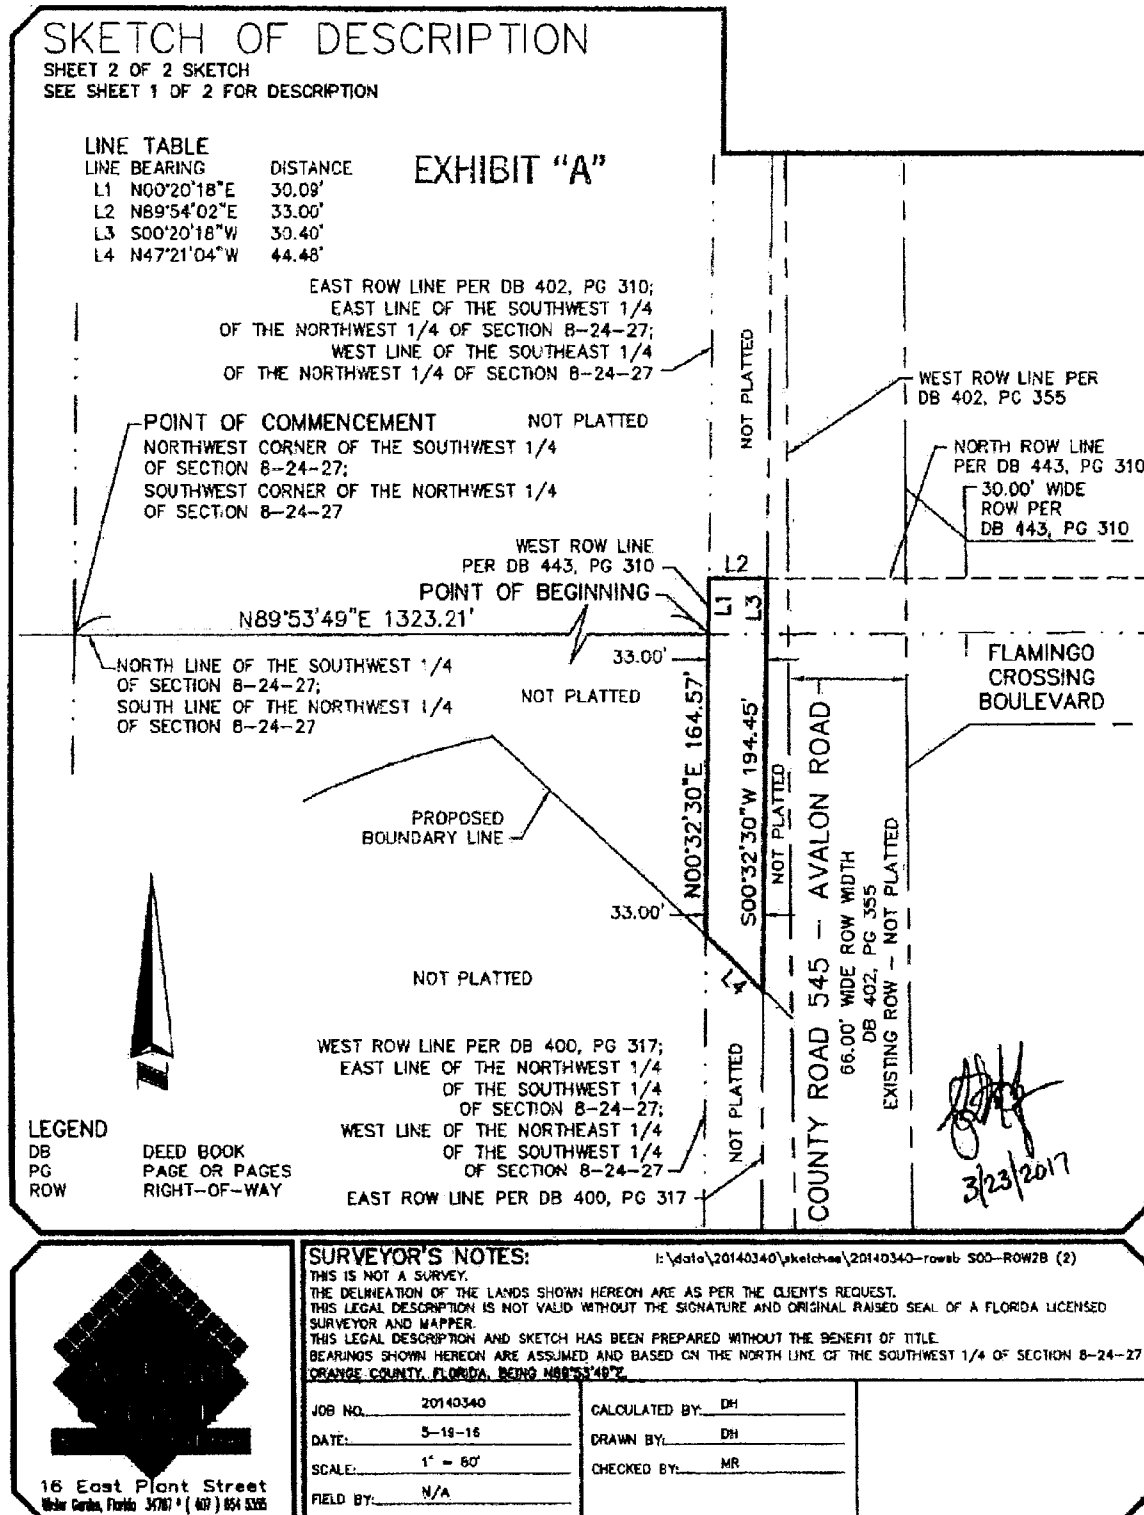 SKETCH OF DESCRIPTION
SHEET 2 OF 2 SKETCH
SEE SHEET 1 OF 2 FOR DESCRIPTION
LINE TABLE
LINE BEARING DISTANCE
L1 N00°20'18"E 30.09'
L2 N89°54'02"E 33.00'
L3 S00°20'18"W 30.40'
L4 N47°21'04"W 44.48'
EXHIBIT "A"
EAST ROW LINE PER DB 402, PG 310;
EAST LINE OF THE SOUTHWEST 1/4
OF THE NORTHWEST 1/4 OF SECTION 8-24-27;
WEST LINE OF THE SOUTHEAST 1/4
OF THE NORTHWEST 1/4 OF SECTION 8-24-27
NOT PLATTED
WEST ROW LINE PER
DB 402, PG 355
POINT OF COMMENCEMENT
NORTHWEST CORNER OF THE SOUTHWEST 1/4
OF SECTION 8-24-27;
SOUTHWEST CORNER OF THE NORTHWEST 1/4
OF SECTION 8-24-27
NOT PLATTED
NORTH ROW LINE
PER DB 443, PG 310
30.00' WIDE
ROW PER
DB 443, PG 310
WEST ROW LINE
PER DB 443, PG 310
L2
POINT OF BEGINNING
L1
L3
N89°53'49"E 1323.21'
33.00'
NORTH LINE OF THE SOUTHWEST 1/4
OF SECTION 8-24-27;
SOUTH LINE OF THE NORTHWEST 1/4
OF SECTION 8-24-27
NOT PLATTED
FLAMINGO
CROSSING
BOULEVARD
N00°32'30"E 164.57'
S00°32'30"W 194.45'
NOT PLATTED
PROPOSED
BOUNDARY LINE
33.00'
COUNTY ROAD 545 - AVALON ROAD
66.00' WIDE ROW WIDTH
DB 402, PG 355
EXISTING ROW - NOT PLATTED
NOT PLATTED
L4
WEST ROW LINE PER DB 400, PG 317;
EAST LINE OF THE NORTHWEST 1/4
OF THE SOUTHWEST 1/4
OF SECTION 8-24-27;
WEST LINE OF THE NORTHEAST 1/4
OF THE SOUTHWEST 1/4
OF SECTION 8-24-27
NOT PLATTED
EAST ROW LINE PER DB 400, PG 317
3/23/2017
LEGEND
DB DEED BOOK
PG PAGE OR PAGES
ROW RIGHT-OF-WAY
SURVEYOR'S NOTES:
I:\data\20140340\sketches\20140340-rowsb SOD-ROW2B (2)
THIS IS NOT A SURVEY.
THE DELINEATION OF THE LANDS SHOWN HEREON ARE AS PER THE CLIENT'S REQUEST.
THIS LEGAL DESCRIPTION IS NOT VALID WITHOUT THE SIGNATURE AND ORIGINAL RAISED SEAL OF A FLORIDA LICENSED
SURVEYOR AND MAPPER.
THIS LEGAL DESCRIPTION AND SKETCH HAS BEEN PREPARED WITHOUT THE BENEFIT OF TITLE.
BEARINGS SHOWN HEREON ARE ASSUMED AND BASED ON THE NORTH LINE OF THE SOUTHWEST 1/4 OF SECTION 8-24-27
ORANGE COUNTY, FLORIDA, BEING N89°53'49"E.
JOB NO. 20140340
DATE: 5-19-16
SCALE: 1" = 80'
FIELD BY: N/A
CALCULATED BY: DH
DRAWN BY: DH
CHECKED BY: MR
16 East Plant Street
Winter Garden, Florida 34787 * ( 407 ) 654 5355